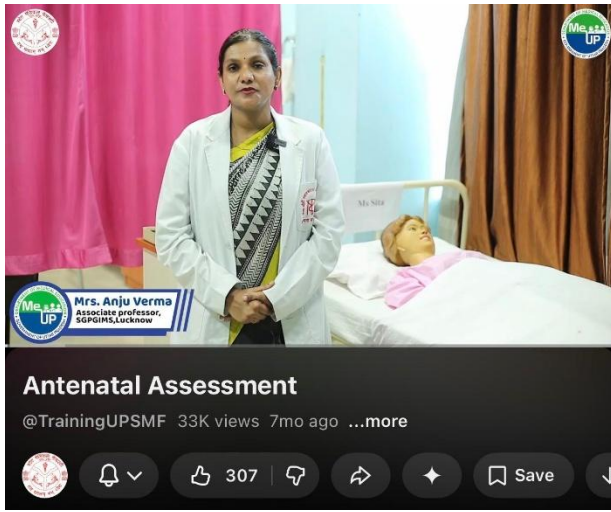 Me
UP
Ms Sita
Me
UP
Mrs. Anju Verma
Associate professor,
SGPGIMS,Lucknow
Antenatal Assessment
@TrainingUPSMF 33K views 7mo ago ...more
307
Save